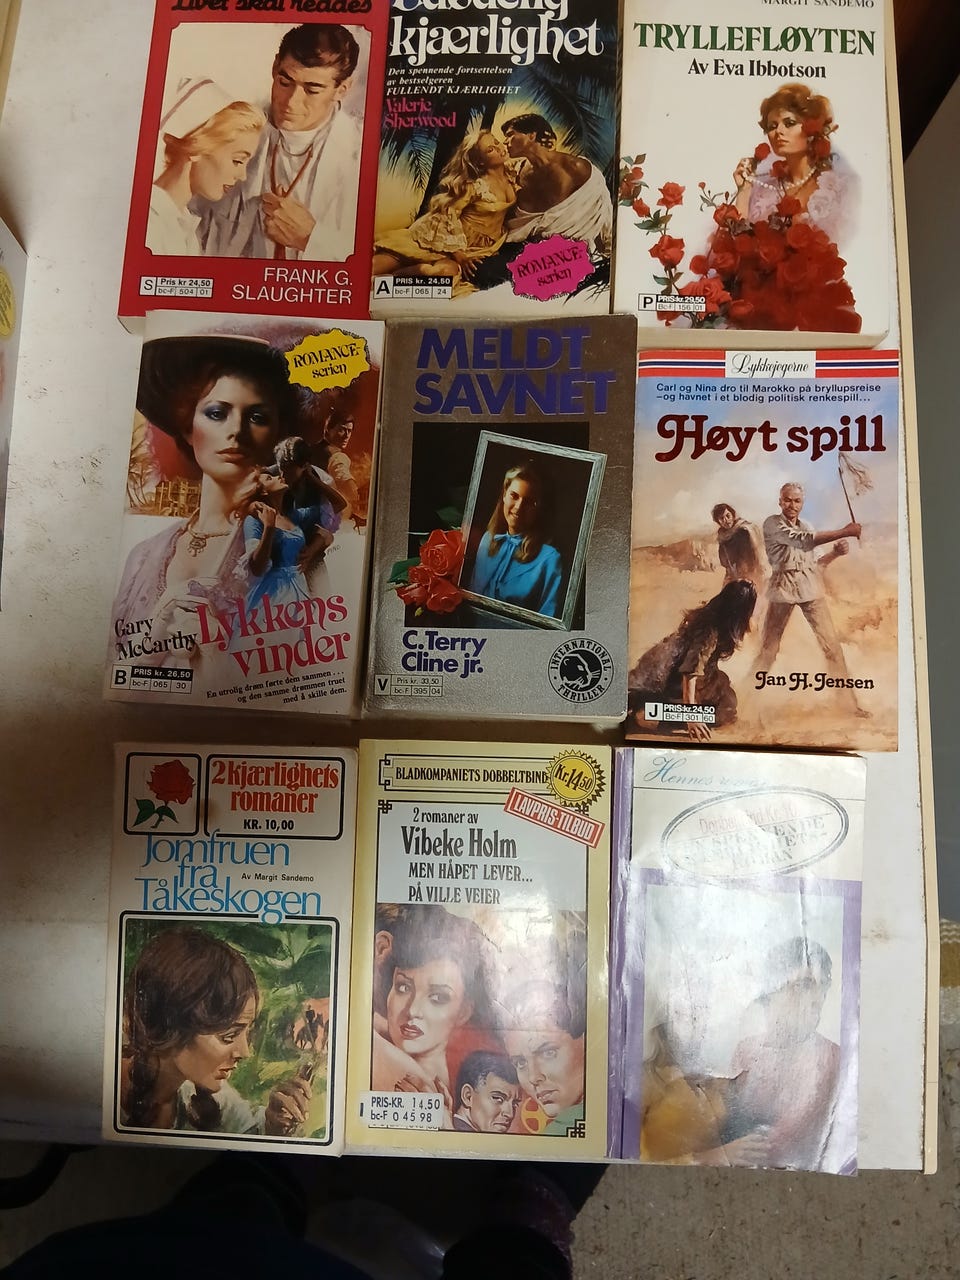 Livet skal reddes
FRANK G.
SLAUGHTER
S
Pris kr 24,50
bc-F 504 01
kjærlighet
Den spennende fortsettelsen
av bestselgeren
FULLENDT KJÆRLIGHET
Valerie
Sherwood
ROMANCE-
serien
A
PRIS kr. 24,50
bc-F 065 24
MARGIT SANDEMO
TRYLLEFLØYTEN
Av Eva Ibbotson
P
PRIS:kr.29,50
Bc-F 156 01
ROMANCE-
serien
Gary
McCarthy
Lykkens
vinder
En utrolig drøm førte dem sammen...
og den samme drømmen truet
med å skille dem.
B
PRIS kr. 26,50
bc-F 065 30
MELDT
SAVNET
C. Terry
Cline jr.
INTERNATIONAL
THRILLER
V
Pris kr. 33,50
bc-F 395 04
Lykkejegerne
Carl og Nina dro til Marokko på bryllupsreise
-og havnet i et blodig politisk renkespill...
Høyt spill
Jan H. Jensen
J
PRIS:kr.24,50
Bc-F 301 60
2 kjærlighets
romaner
KR. 10,00
Jomfruen
fra
Av Margit Sandemo
Tåkeskogen
BLADKOMPANIETS DOBBELTBIND
Kr 14.50
LAVPRIS-TILBUD
2 romaner av
Vibeke Holm
MEN HÅPET LEVER...
PÅ VILLE VEIER
PRIS-KR. 14.50
bc-F 0 45 98
Hennes